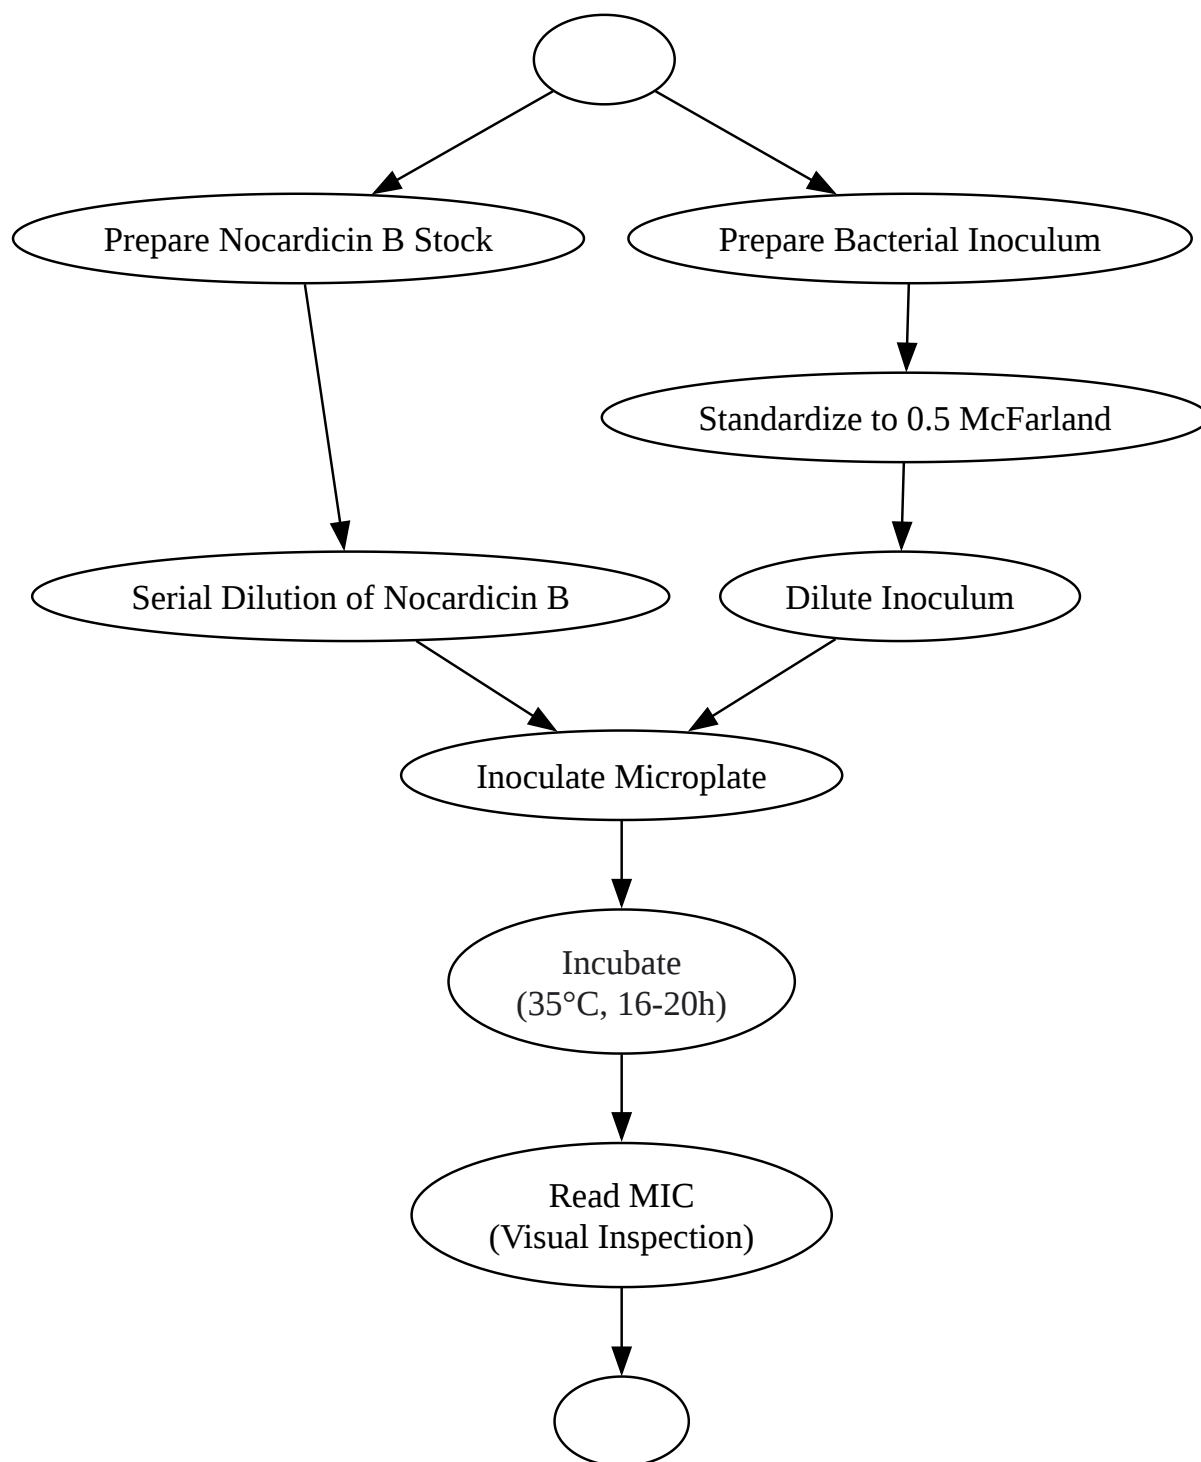 Prepare Nocardicin B Stock
Prepare Bacterial Inoculum
Standardize to 0.5 McFarland
Serial Dilution of Nocardicin B
Dilute Inoculum
Inoculate Microplate
Incubate
(35°C, 16-20h)
Read MIC
(Visual Inspection)